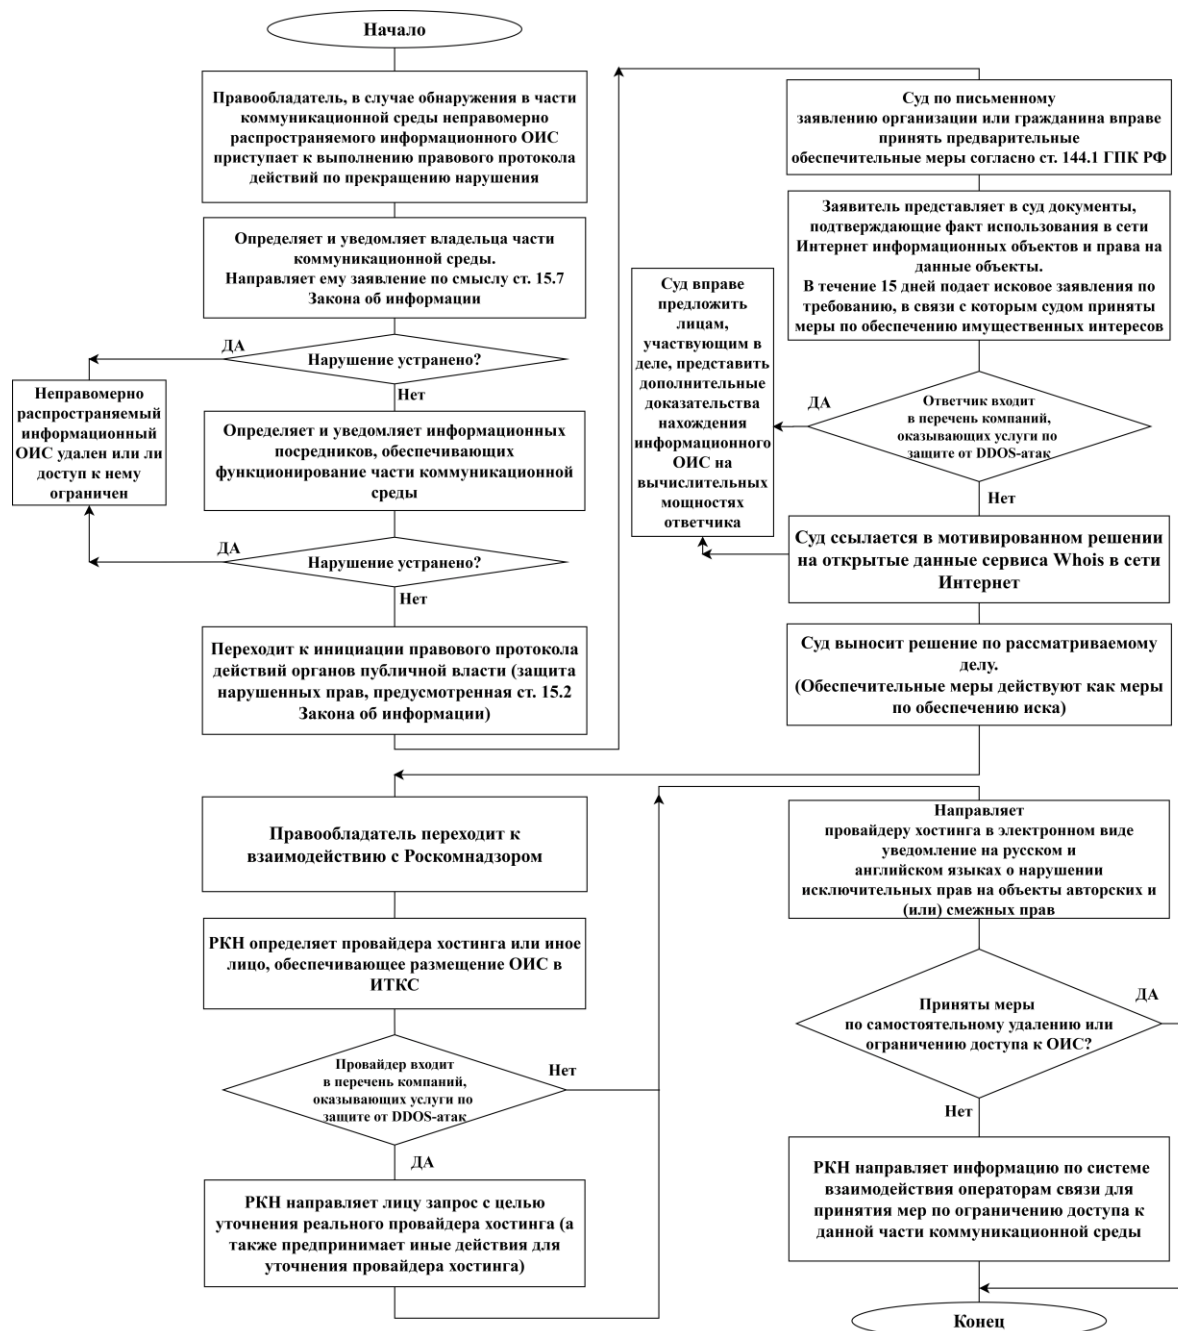 Начало
Правообладатель, в случае обнаружения в части
коммуникационной среды неправомерно
распространяемого информационного ОИС
приступает к выполнению правового протокола
действий по прекращению нарушения
Определяет и уведомляет владельца части
коммуникационной среды.
Направляет ему заявление по смыслу ст. 15.7
Закона об информации
ДА
Нарушение устранено?
Нет
Неправомерно
распространяемый
информационный
ОИС удален или ли
доступ к нему
ограничен
Определяет и уведомляет информационных
посредников, обеспечивающих
функционирование части коммуникационной
среды
ДА
Нарушение устранено?
Нет
Переходит к инициации правового протокола
действий органов публичной власти (защита
нарушенных прав, предусмотренная ст. 15.2
Закона об информации)
Суд по письменному
заявлению организации или гражданина вправе
принять предварительные
обеспечительные меры согласно ст. 144.1 ГПК РФ
Заявитель представляет в суд документы,
подтверждающие факт использования в сети
Интернет информационных объектов и права на
данные объекты.
В течение 15 дней подает исковое заявления по
требованию, в связи с которым судом приняты
меры по обеспечению имущественных интересов
Суд вправе
предложить
лицам,
участвующим в
деле, представить
дополнительные
доказательства
нахождения
информационного
ОИС на
вычислительных
мощностях
ответчика
ДА
Ответчик входит
в перечень компаний,
оказывающих услуги по
защите от DDOS-атак
Нет
Суд ссылается в мотивированном решении
на открытые данные сервиса Whois в сети
Интернет
Суд выносит решение по рассматриваемому
делу.
(Обеспечительные меры действуют как меры
по обеспечению иска)
Правообладатель переходит к
взаимодействию с Роскомнадзором
РКН определяет провайдера хостинга или иное
лицо, обеспечивающее размещение ОИС в
ИТКС
Провайдер входит
в перечень компаний,
оказывающих услуги по
защите от DDOS-атак
Нет
ДА
РКН направляет лицу запрос с целью
уточнения реального провайдера хостинга (а
также предпринимает иные действия для
уточнения провайдера хостинга)
Направляет
провайдеру хостинга в электронном виде
уведомление на русском и
английском языках о нарушении
исключительных прав на объекты авторских и
(или) смежных прав
Приняты меры
по самостоятельному удалению или
ограничению доступа к ОИС?
ДА
Нет
РКН направляет информацию по системе
взаимодействия операторам связи для
принятия мер по ограничению доступа к
данной части коммуникационной среды
Конец